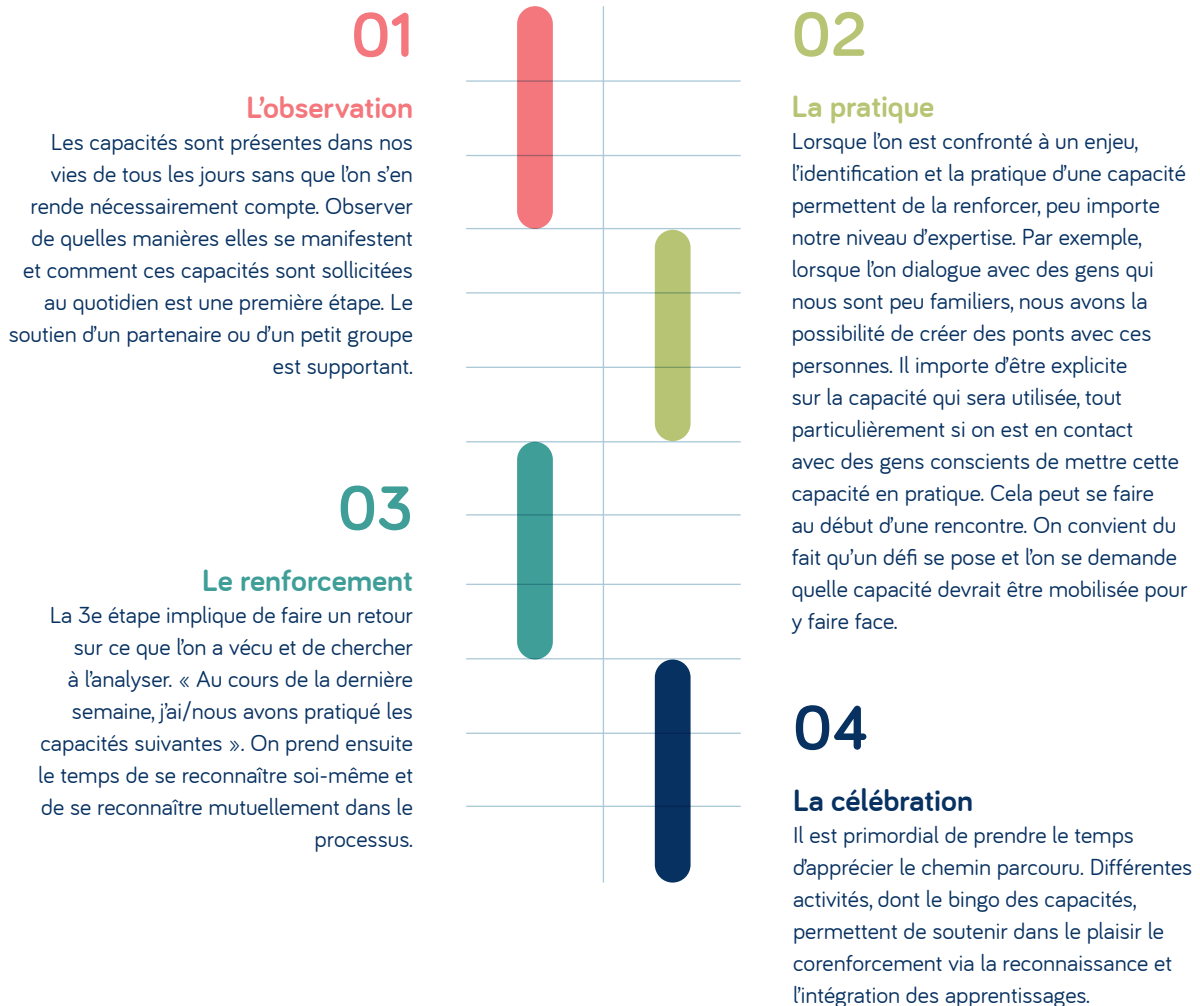 01
L'observation
Les capacités sont présentes dans nos
vies de tous les jours sans que l'on s'en
rende nécessairement compte. Observer
de quelles manières elles se manifestent
et comment ces capacités sont sollicitées
au quotidien est une première étape. Le
soutien d'un partenaire ou d'un petit groupe
est supportant.
02
La pratique
Lorsque l'on est confronté à un enjeu,
l'identification et la pratique d'une capacité
permettent de la renforcer, peu importe
notre niveau d'expertise. Par exemple,
lorsque l'on dialogue avec des gens qui
nous sont peu familiers, nous avons la
possibilité de créer des ponts avec ces
personnes. Il importe d'être explicite
sur la capacité qui sera utilisée, tout
particulièrement si on est en contact
avec des gens conscients de mettre cette
capacité en pratique. Cela peut se faire
au début d'une rencontre. On convient du
fait qu'un défi se pose et l'on se demande
quelle capacité devrait être mobilisée pour
y faire face.
03
Le renforcement
La 3e étape implique de faire un retour
sur ce que l'on a vécu et de chercher
à l'analyser. « Au cours de la dernière
semaine, j'ai/nous avons pratiqué les
capacités suivantes ». On prend ensuite
le temps de se reconnaître soi-même et
de se reconnaître mutuellement dans le
processus.
04
La célébration
Il est primordial de prendre le temps
d'apprécier le chemin parcouru. Différentes
activités, dont le bingo des capacités,
permettent de soutenir dans le plaisir le
corenforcement via la reconnaissance et
l'intégration des apprentissages.